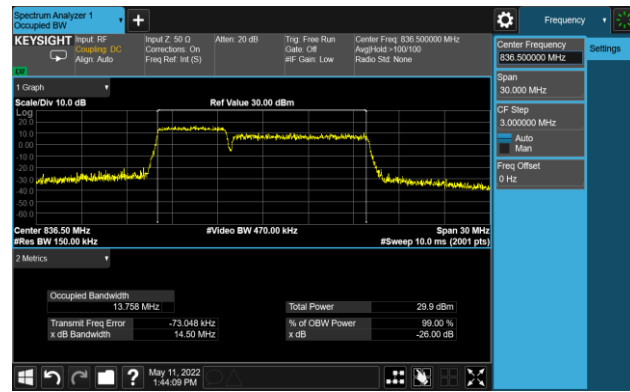 Spectrum Analyzer 1
Occupied BW
Frequency
KEYSIGHT
Input: RF
Coupling: DC
Align: Auto
Input Z: 50 Ω
Corrections: On
Freq Ref: Int (S)
Atten: 20 dB
Trig: Free Run
Gate: Off
#IF Gain: Low
Center Freq: 836.500000 MHz
Avg|Hold:>100/100
Radio Std: None
Center Frequency
836.500000 MHz
Settings
Span
30.000 MHz
CF Step
3.000000 MHz
Auto
Man
Freq Offset
0 Hz
1 Graph
Scale/Div 10.0 dB
Ref Value 30.00 dBm
Log
20.0
10.0
0.00
-10.0
-20.0
-30.0
-40.0
-50.0
-60.0
Center 836.50 MHz
#Video BW 470.00 kHz
Span 30 MHz
#Res BW 150.00 kHz
#Sweep 10.0 ms (2001 pts)
2 Metrics
Occupied Bandwidth
13.758 MHz
Total Power
29.9 dBm
Transmit Freq Error
-73.048 kHz
% of OBW Power
99.00 %
x dB Bandwidth
14.50 MHz
x dB
-26.00 dB
May 11, 2022
1:44:09 PM